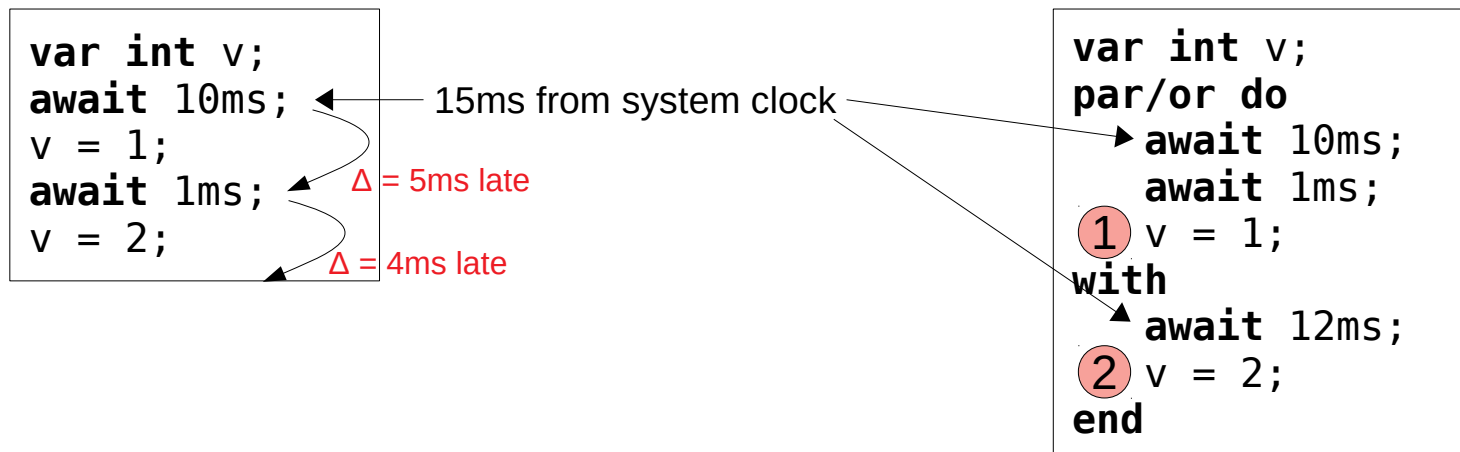 var int v;
await 10ms;
v = 1;
await 1ms;
v = 2;
15ms from system clock
Δ = 5ms late
Δ = 4ms late
var int v;
par/or do
await 10ms;
await 1ms;
1 v = 1;
with
await 12ms;
2 v = 2;
end